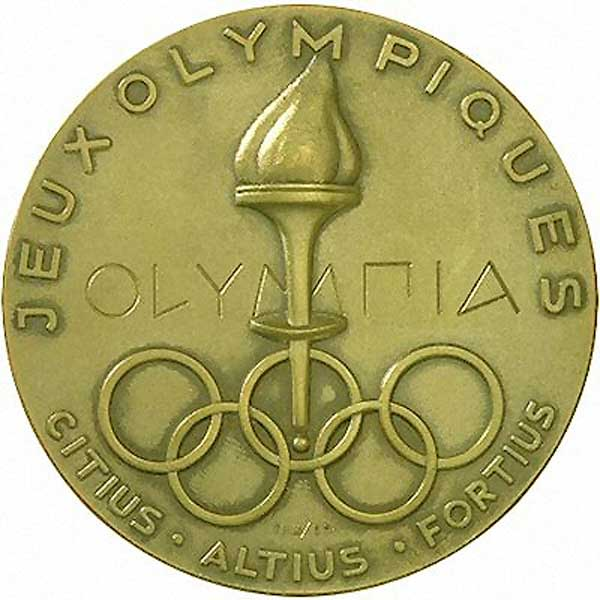 JEUX OLYMPIQUES
OLYMΠIA
CITIUS · ALTIUS · FORTIUS